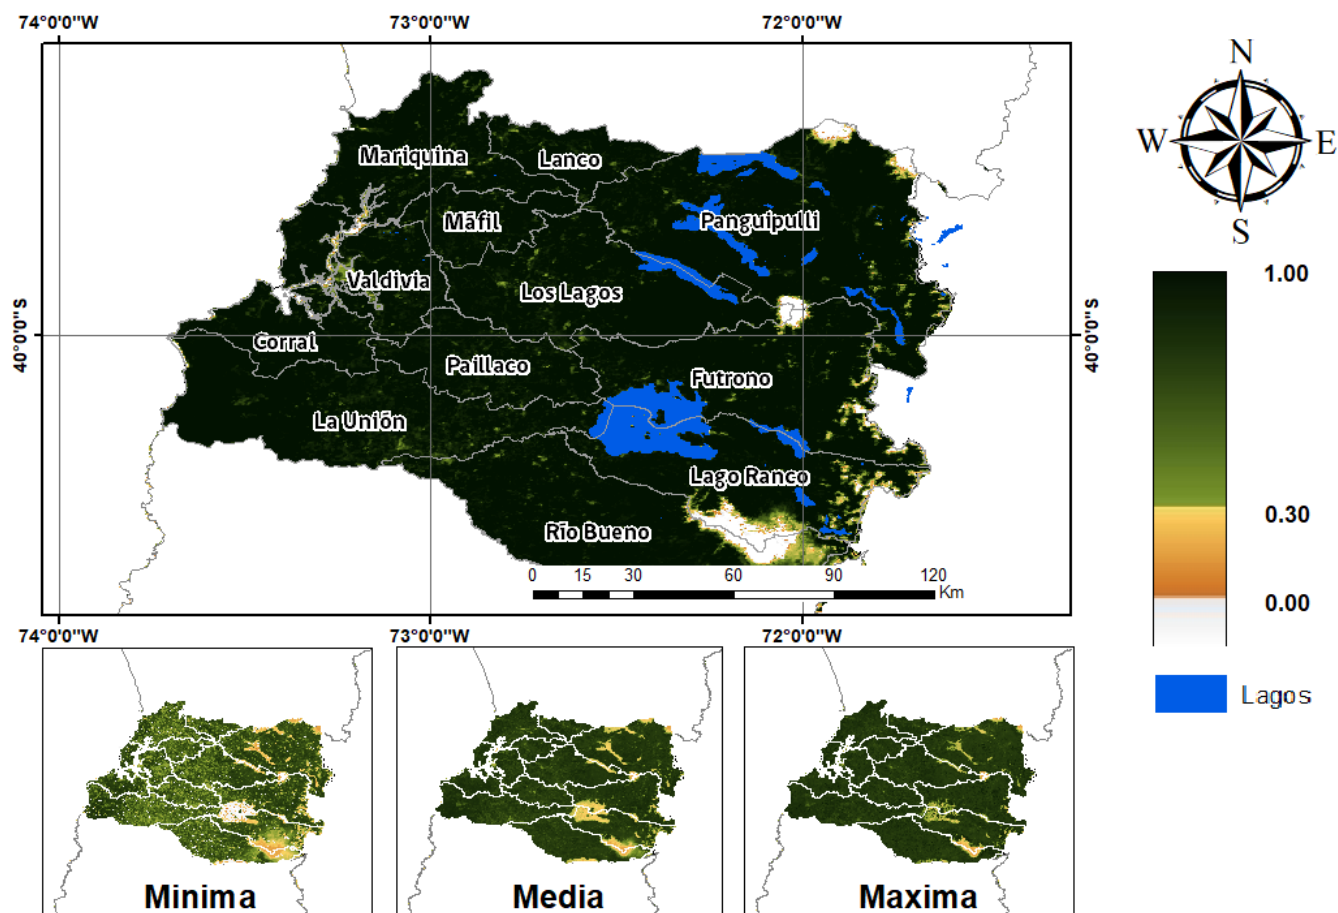 74°0'0"W 73°0'0"W 72°0'0"W
N
W E
S
Mariquina
Lanco
Máfil
Panguipulli
Valdivia
Los Lagos
1.00
40°0'0"S 40°0'0"S
Corral
Paillaco
Futrono
La Unión
Lago Ranco
Río Bueno
0.30
0 15 30 60 90 120
Km
0.00
74°0'0"W 73°0'0"W 72°0'0"W
Lagos
Minima Media Maxima